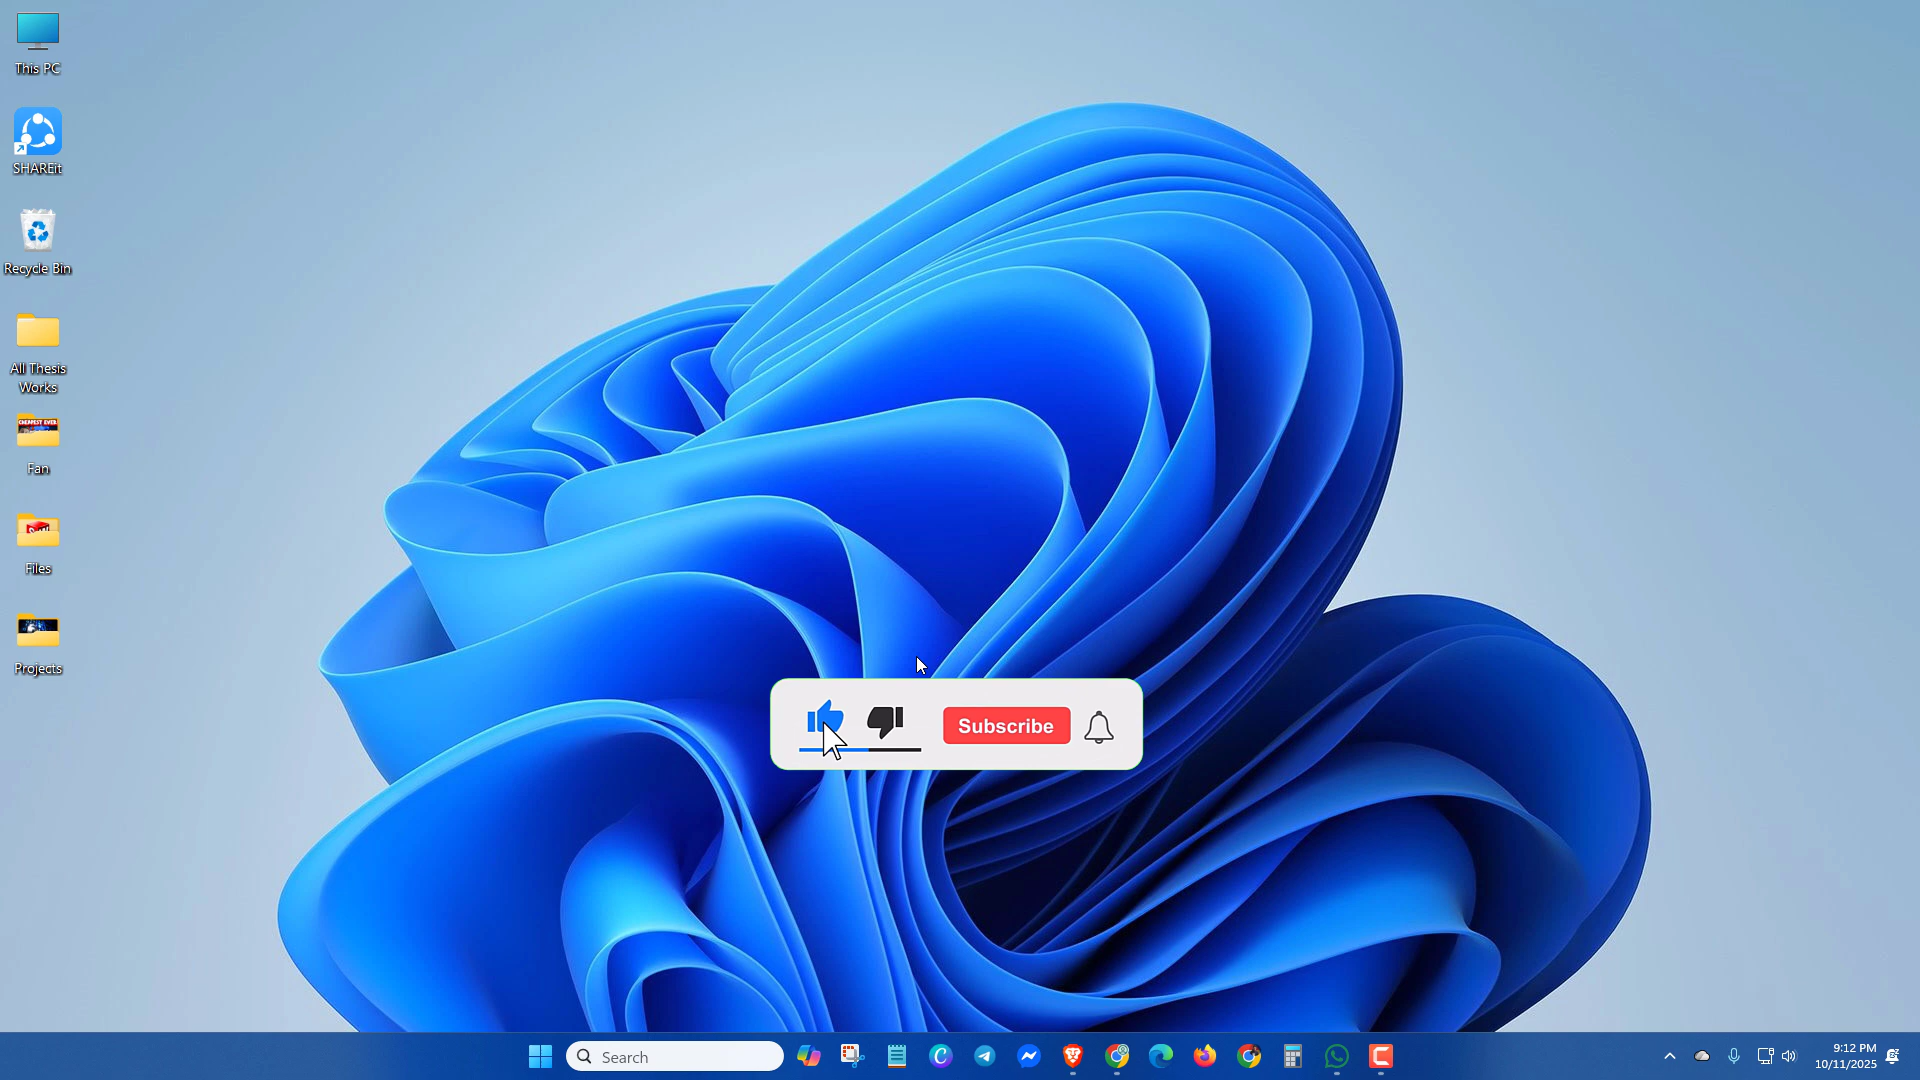 This PC
SHAREit
Recycle Bin
All Thesis
Works
Fan
Files
Projects
Subscribe
Search
9:12 PM
10/11/2025